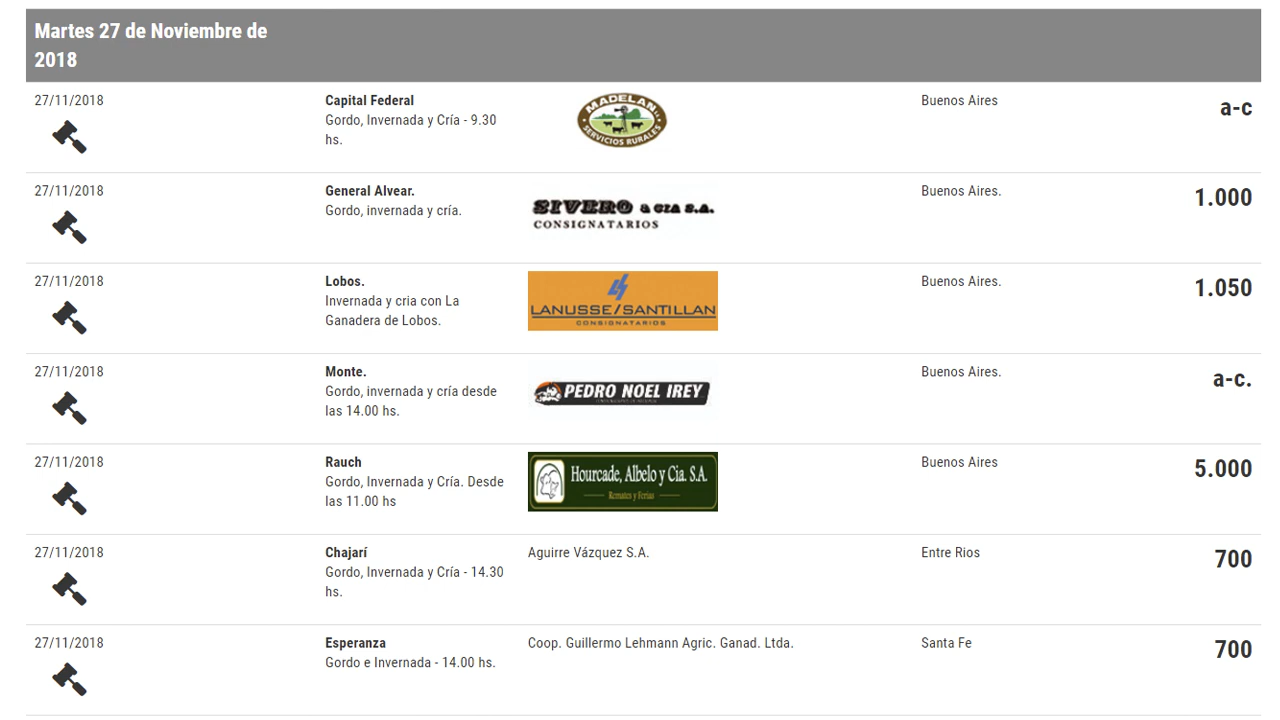 Martes 27 de Noviembre de
2018
27/11/2018
Capital Federal
Gordo, Invernada y Cría - 9.30
hs.
MADELAN
SERVICIOS RURALES
Buenos Aires
a-c
27/11/2018
General Alvear.
Gordo, invernada y cría.
SIVERO & CIA S.A.
CONSIGNATARIOS
Buenos Aires.
1.000
27/11/2018
Lobos.
Invernada y cria con La
Ganadera de Lobos.
LANUSSE/SANTILLAN
CONSIGNATARIOS
Buenos Aires.
1.050
27/11/2018
Monte.
Gordo, invernada y cría desde
las 14.00 hs.
PEDRO NOEL IREY
Buenos Aires.
a-c.
27/11/2018
Rauch
Gordo, Invernada y Cría. Desde
las 11.00 hs
Hourcade, Albelo y Cia. S.A.
Remates y Ferias
Buenos Aires
5.000
27/11/2018
Chajarí
Gordo, Invernada y Cría - 14.30
hs.
Aguirre Vázquez S.A.
Entre Rios
700
27/11/2018
Esperanza
Gordo e Invernada - 14.00 hs.
Coop. Guillermo Lehmann Agric. Ganad. Ltda.
Santa Fe
700